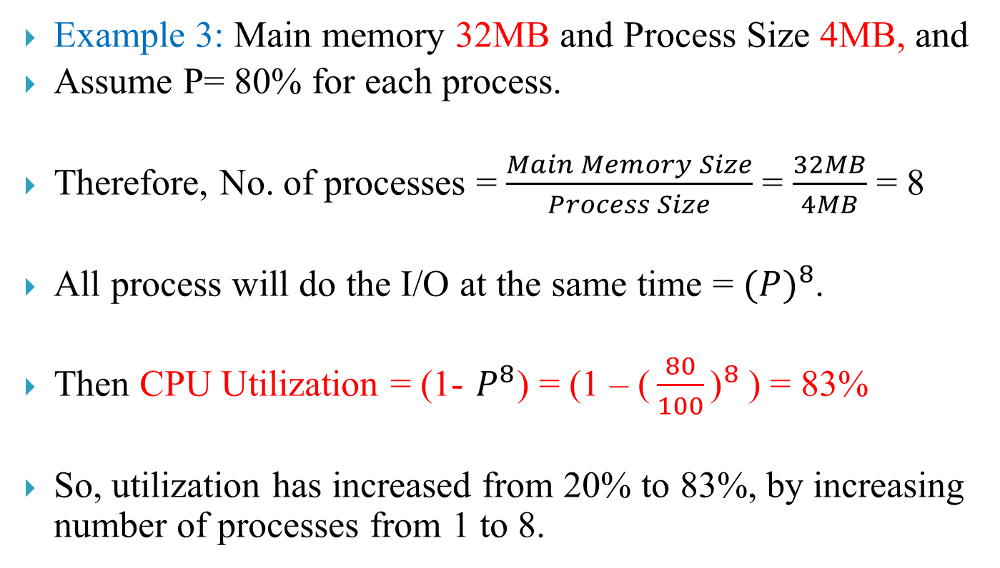 Example 3: Main memory 32MB and Process Size 4MB, and
Assume P= 80% for each process.
Therefore, No. of processes = \frac{Main Memory Size}{Process Size} = \frac{32MB}{4MB} = 8
All process will do the I/O at the same time = (P)^8.
Then CPU Utilization = (1- P^8) = (1 – (\frac{80}{100})^8 ) = 83%
So, utilization has increased from 20% to 83%, by increasing
number of processes from 1 to 8.